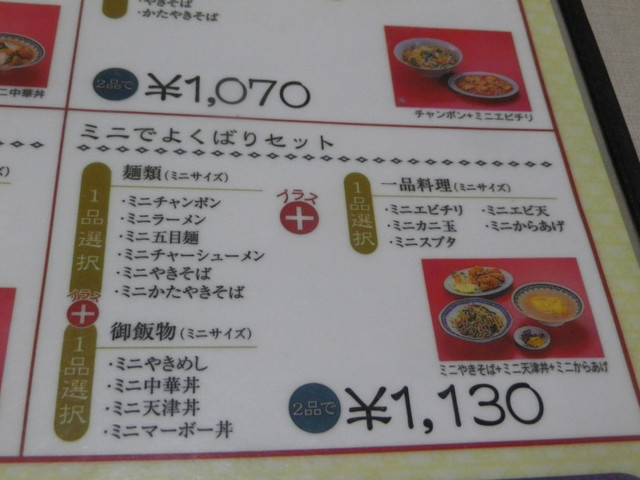 ・やきそば
・かたやきそば
ニ中華丼
2品で ¥1,070
チャンポン+ミニエビチリ
ミニでよくばりセット
ズ)
1品選択
麺類(ミニサイズ)
・ミニチャンポン
・ミニラーメン
・ミニ五目麺
・ミニチャーシューメン
・ミニやきそば
・ミニかたやきそば
プラス
+
1品選択
一品料理(ミニサイズ)
・ミニエビチリ ・ミニエビ天
・ミニカニ玉 ・ミニからあげ
・ミニスブタ
プラス
+
1品選択
御飯物(ミニサイズ)
・ミニやきめし
・ミニ中華丼
・ミニ天津丼
・ミニマーボー丼
ミニやきそば+ミニ天津丼+ミニからあげ
2品で ¥1,130